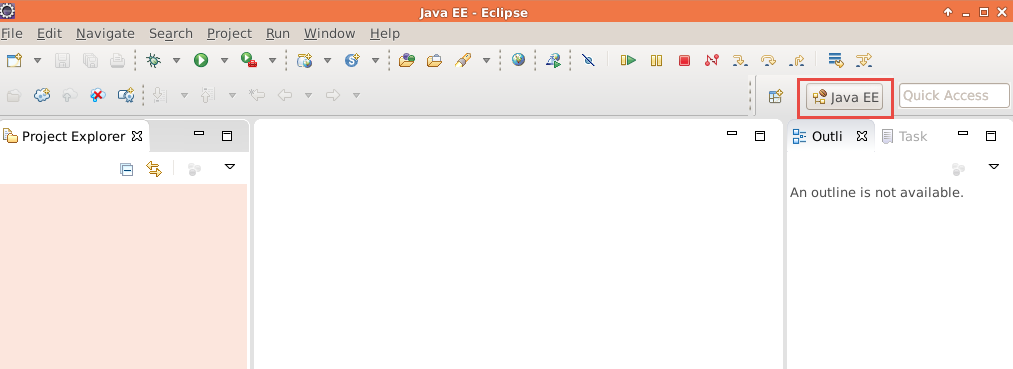 Java EE - Eclipse
File Edit Navigate Search Project Run Window Help
Java EE Quick Access
Project Explorer Outli Task
An outline is not available.